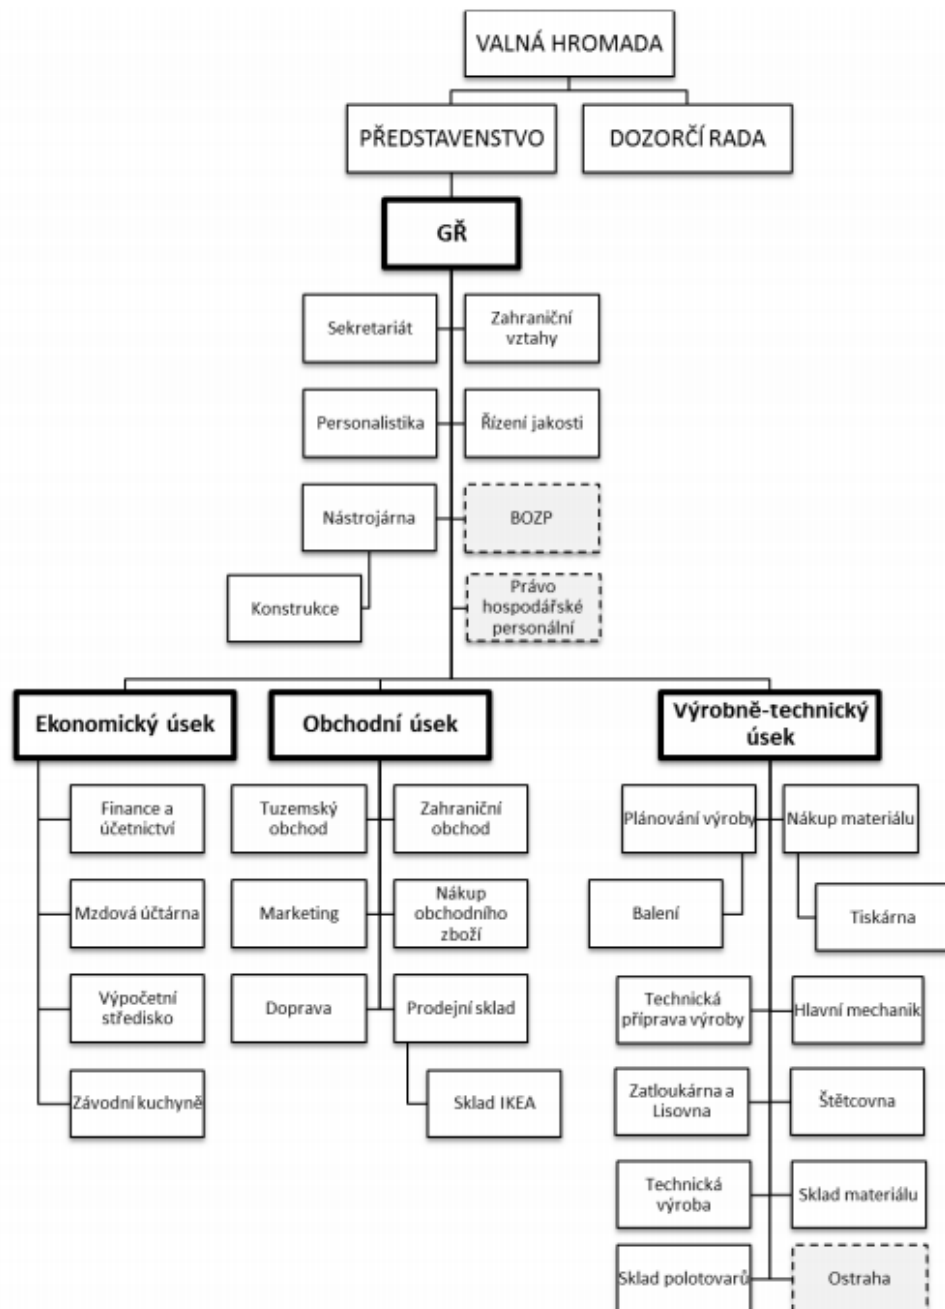 VALNÁ HROMADA
PŘEDSTAVENSTVO
DOZORČÍ RADA
GŘ
Sekretariát
Zahraniční
vztahy
Personalistika
Řízení jakosti
Nástrojárna
BOZP
Konstrukce
Právo
hospodářské
personální
Ekonomický úsek
Obchodní úsek
Výrobně-technický
úsek
Finance a
účetnictví
Tuzemský
obchod
Zahraniční
obchod
Plánování výroby
Nákup materiálu
Mzdová účtárna
Marketing
Nákup
obchodního
zboží
Balení
Tiskárna
Výpočetní
středisko
Doprava
Prodejní sklad
Technická
příprava výroby
Hlavní mechanik
Závodní kuchyně
Sklad IKEA
Zatloukárna a
Lisovna
Štětcovna
Technická
výroba
Sklad materiálu
Sklad polotovarů
Ostraha